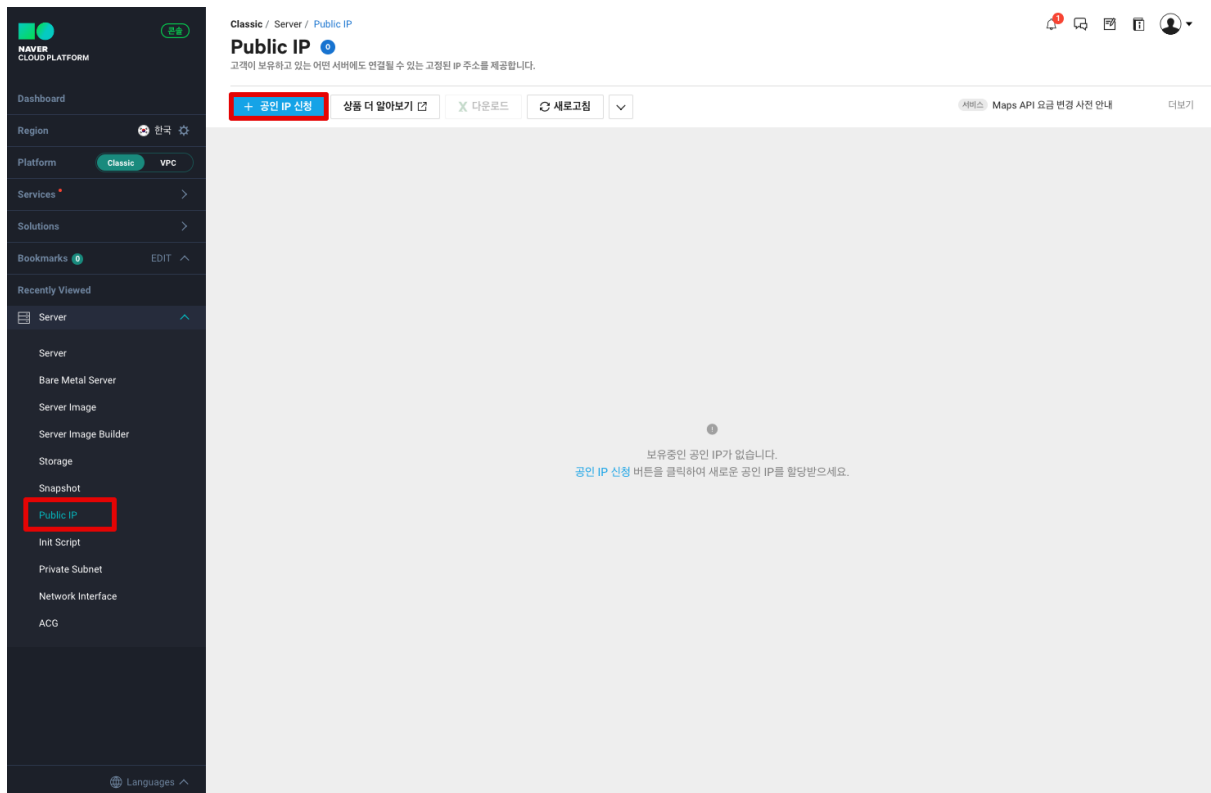 NAVER
CLOUD PLATFORM
콘솔
Dashboard
Region 한국
Platform Classic VPC
Services
Solutions
Bookmarks 0 EDIT
Recently Viewed
Server
Server
Bare Metal Server
Server Image
Server Image Builder
Storage
Snapshot
Public IP
Init Script
Private Subnet
Network Interface
ACG
Languages
Classic / Server / Public IP
1
Public IP 0
고객이 보유하고 있는 어떤 서버에도 연결될 수 있는 고정된 IP 주소를 제공합니다.
+ 공인 IP 신청 상품 더 알아보기 다운로드 새로고침 서비스 Maps API 요금 변경 사전 안내 더보기
보유중인 공인 IP가 없습니다.
공인 IP 신청 버튼을 클릭하여 새로운 공인 IP를 할당받으세요.